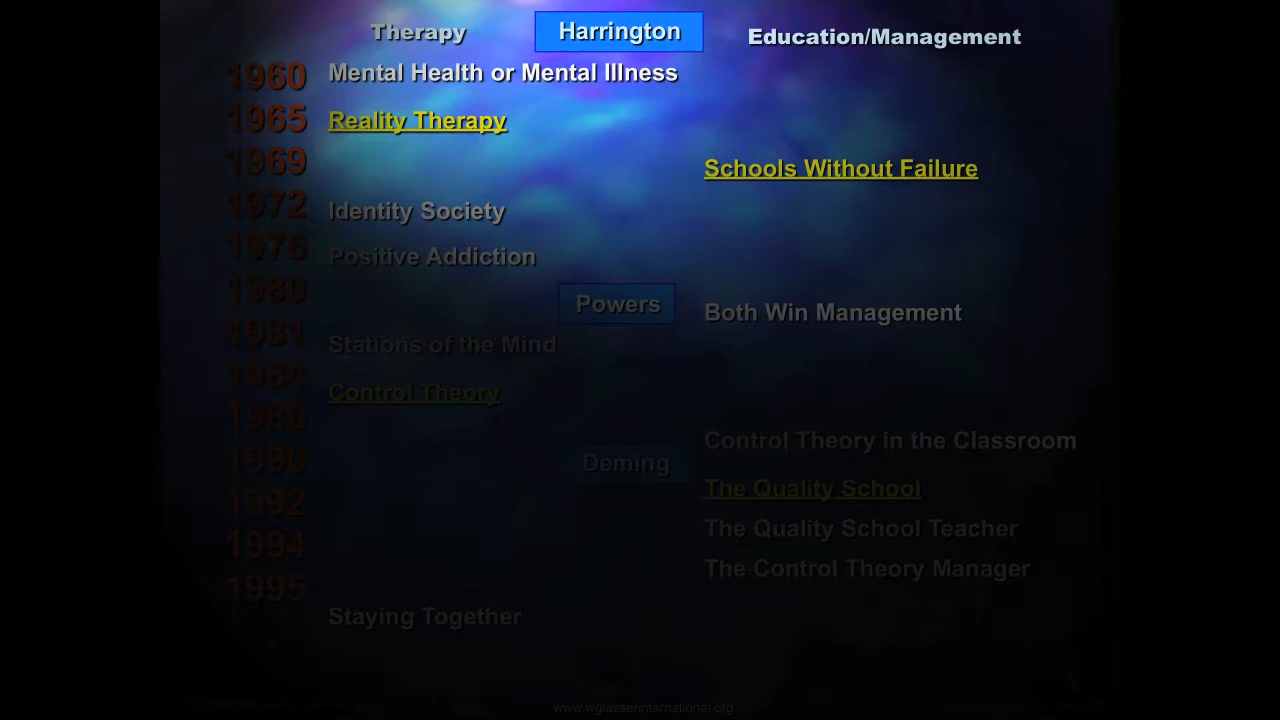 Therapy
Harrington
Education/Management
1960
Mental Health or Mental Illness
1965
Reality Therapy
1969
Schools Without Failure
1972
Identity Society
1976
Positive Addiction
1980
Powers
Both Win Management
1981
Stations of the Mind
1984
Control Theory
1986
Control Theory in the Classroom
1990
Deming
The Quality School
1992
The Quality School Teacher
1994
The Control Theory Manager
1995
Staying Together
www.wglasserinternational.org